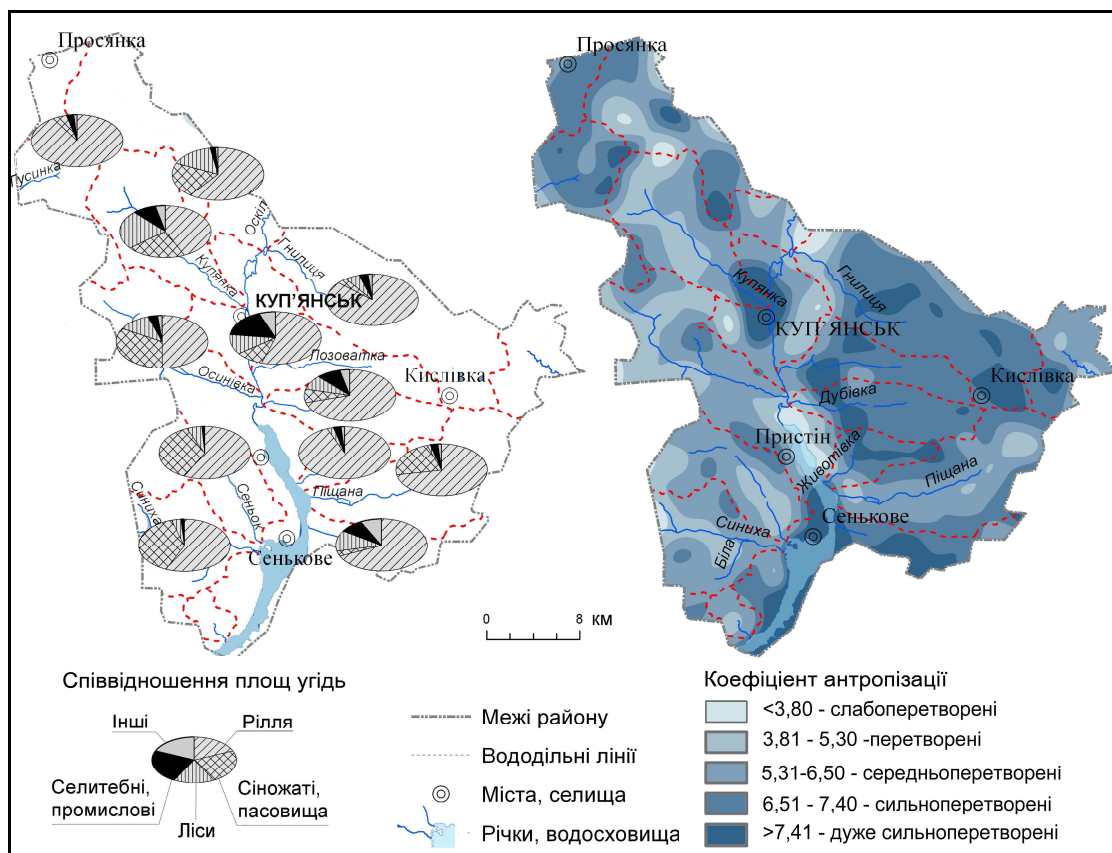 Просянка
Гусинка
Оскіл
Гнилиця
Купянка
КУП'ЯНСЬК
Лозоватка
Осинівка
Кислівка
Піщана
Синиха
Сеньок
Сенькове
0 8 км
Просянка
Купянка
Гнилиця
КУП'ЯНСЬК
Дубівка
Кислівка
Пристін
Животівка
Піщана
Синиха
Сенькове
Біла
Співвідношення площ угідь
Інші
Рілля
Селитебні,
промислові
Сіножаті,
пасовища
Ліси
Межі району
Вододільні лінії
Міста, селища
Річки, водосховища
Коефіцієнт антропізації
<3,80 - слабоперетворені
3,81 - 5,30 -перетворені
5,31-6,50 - середньоперетворені
6,51 - 7,40 - сильноперетворені
>7,41 - дуже сильноперетворені